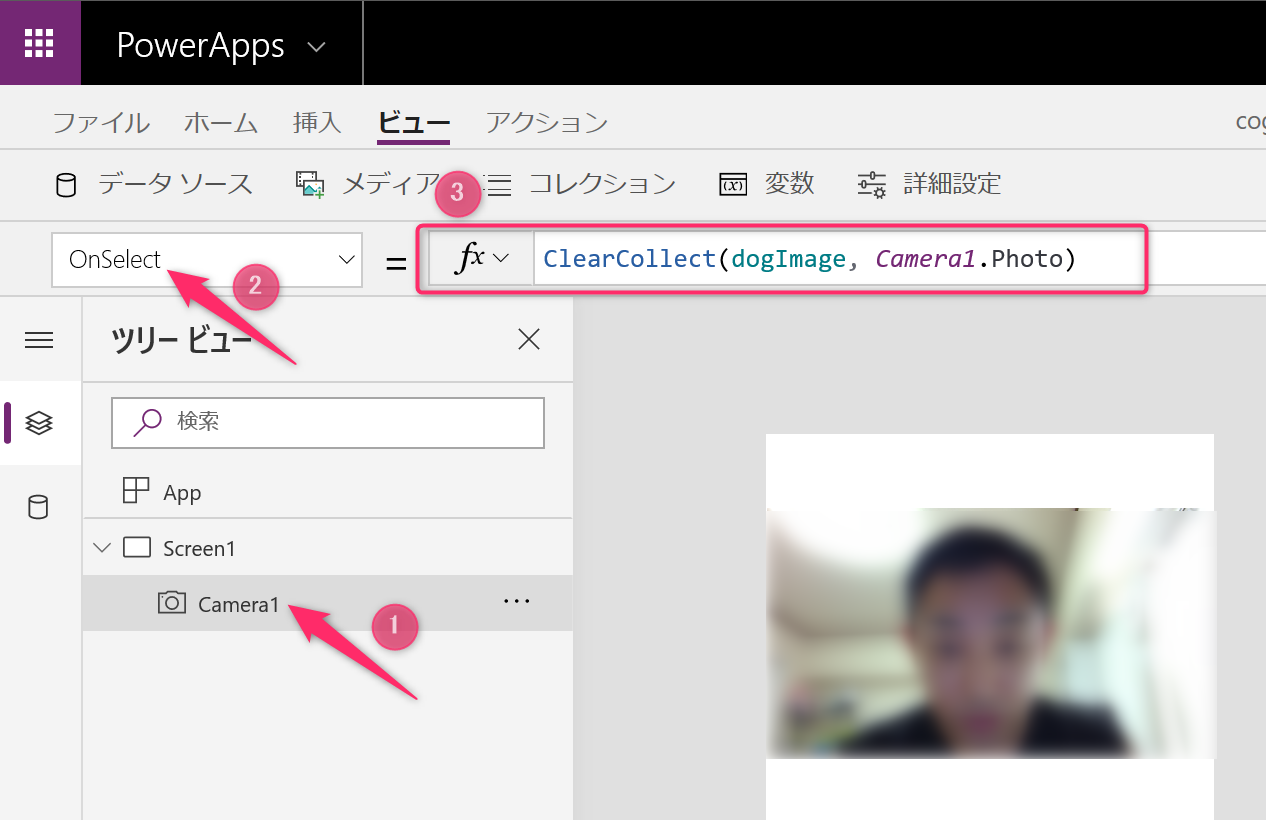 PowerApps
ファイル ホーム 挿入 ビュー アクション
データ ソース メディア コレクション 変数 詳細設定
3
OnSelect = fx ClearCollect(dogImage, Camera1.Photo)
2
ツリー ビュー
検索
App
Screen1
Camera1
1